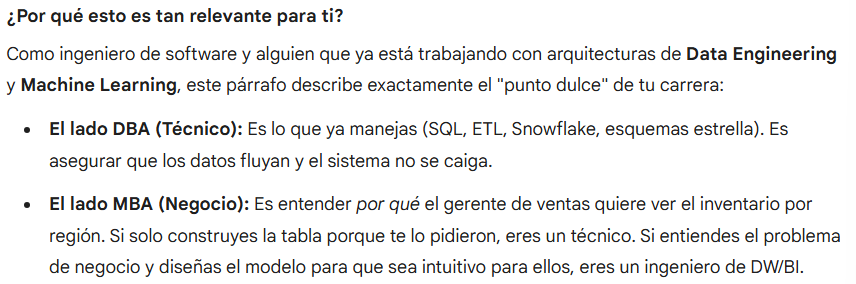 ¿Por qué esto es tan relevante para ti?
Como ingeniero de software y alguien que ya está trabajando con arquitecturas de Data Engineering
y Machine Learning, este párrafo describe exactamente el "punto dulce" de tu carrera:
• El lado DBA (Técnico): Es lo que ya manejas (SQL, ETL, Snowflake, esquemas estrella). Es
asegurar que los datos fluyan y el sistema no se caiga.
• El lado MBA (Negocio): Es entender por qué el gerente de ventas quiere ver el inventario por
región. Si solo construyes la tabla porque te lo pidieron, eres un técnico. Si entiendes el problema
de negocio y diseñas el modelo para que sea intuitivo para ellos, eres un ingeniero de DW/BI.